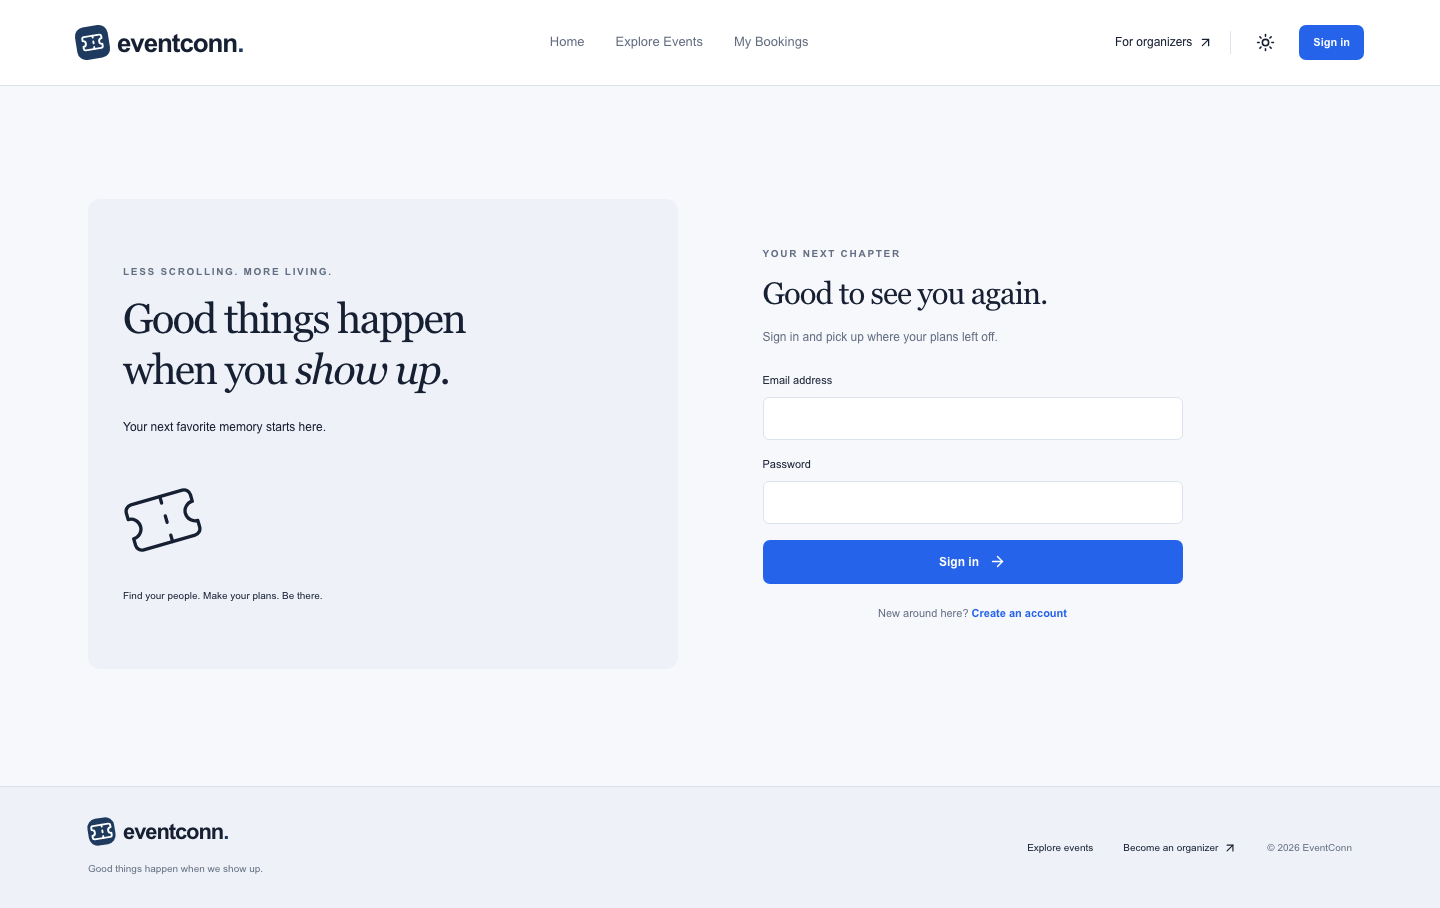 eventconn.
Home
Explore Events
My Bookings
For organizers
Sign in
LESS SCROLLING. MORE LIVING.
Good things happen
when you show up.
Your next favorite memory starts here.
Find your people. Make your plans. Be there.
YOUR NEXT CHAPTER
Good to see you again.
Sign in and pick up where your plans left off.
Email address
Password
Sign in
New around here? Create an account
eventconn.
Good things happen when we show up.
Explore events
Become an organizer
© 2026 EventConn